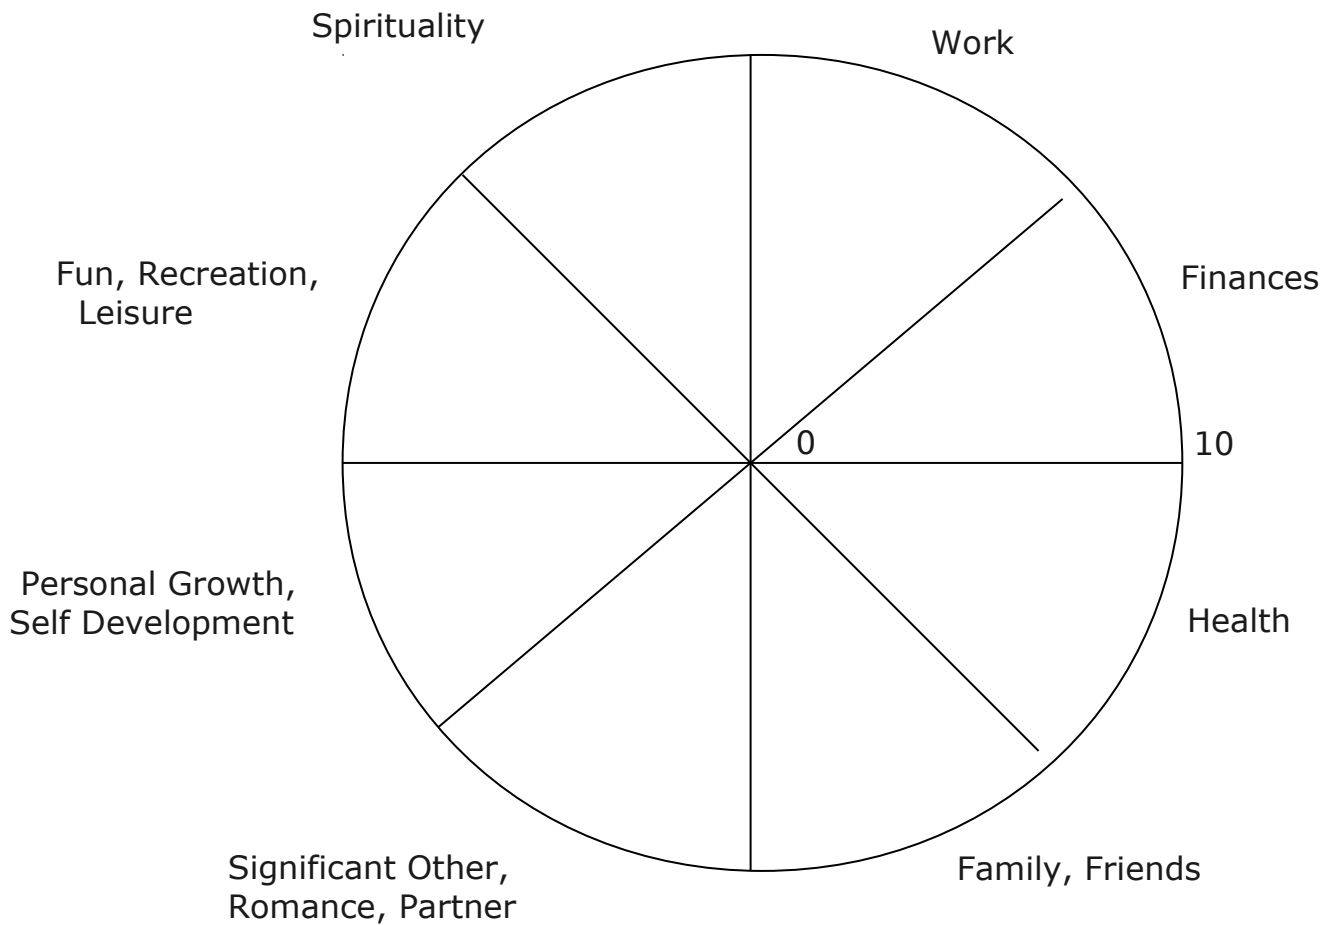 Spirituality
Work
Fun, Recreation,
Leisure
Finances
0
10
Personal Growth,
Self Development
Health
Significant Other,
Romance, Partner
Family, Friends